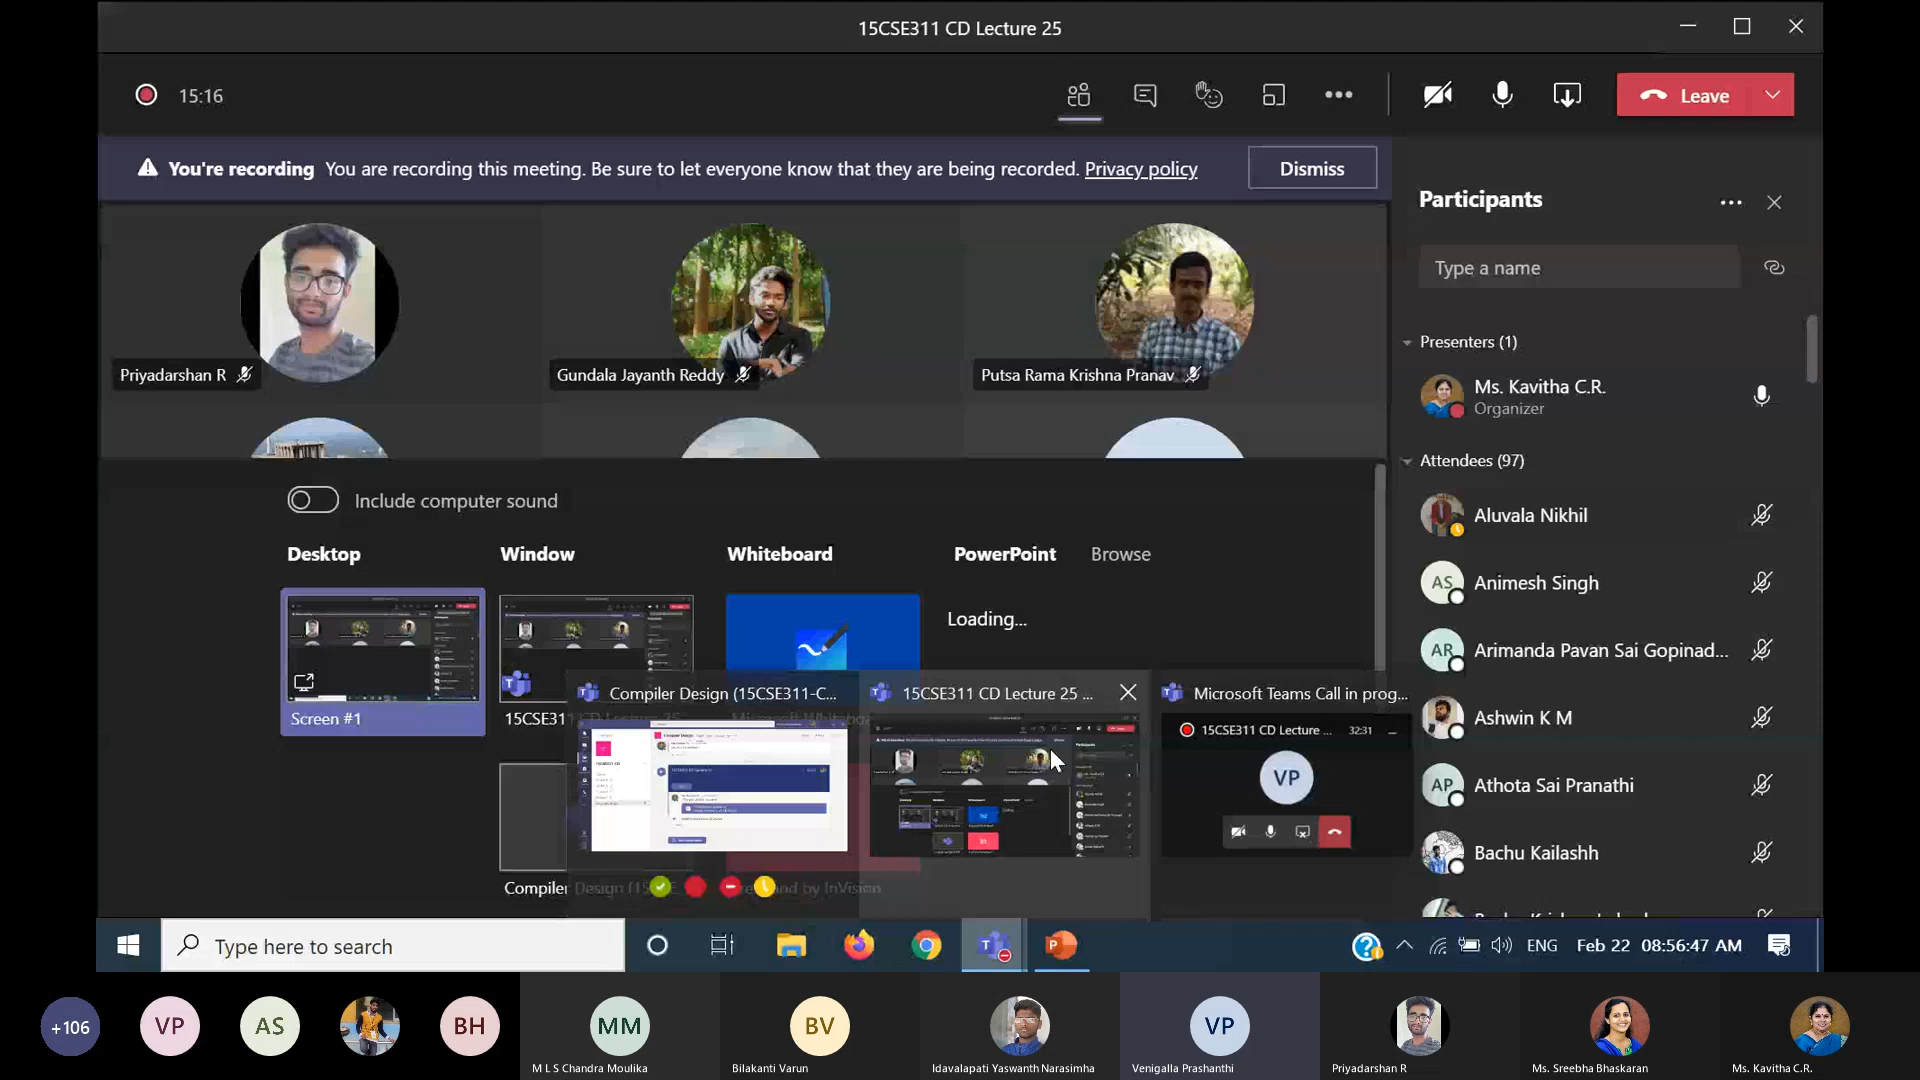 15CSE311 CD Lecture 25
15:16
Leave
You're recording You are recording this meeting. Be sure to let everyone know that they are being recorded. Privacy policy
Dismiss
Participants
Type a name
Priyadarshan R
Gundala Jayanth Reddy
Putsa Rama Krishna Pranav
Presenters (1)
Ms. Kavitha C.R.
Organizer
Attendees (97)
Aluvala Nikhil
AS
Animesh Singh
AR
Arimanda Pavan Sai Gopinad...
Ashwin K M
AP
Athota Sai Pranathi
Bachu Kailashh
Include computer sound
Desktop
Window
Whiteboard
PowerPoint
Browse
Loading...
Screen #1
15CSE311
Compiler Design (15CSE311-C...
15CSE311 CD Lecture 25 ...
Microsoft Teams Call in prog...
15CSE311 CD Lecture ...
32:31
VP
Compiler Design (15CSE
and by InVision
Type here to search
ENG
Feb 22
08:56:47 AM
+106
VP
AS
BH
MM
M L S Chandra Moulika
BV
Bilakanti Varun
Idavalapati Yaswanth Narasimha
VP
Venigalla Prashanthi
Priyadarshan R
Ms. Sreebha Bhaskaran
Ms. Kavitha C.R.